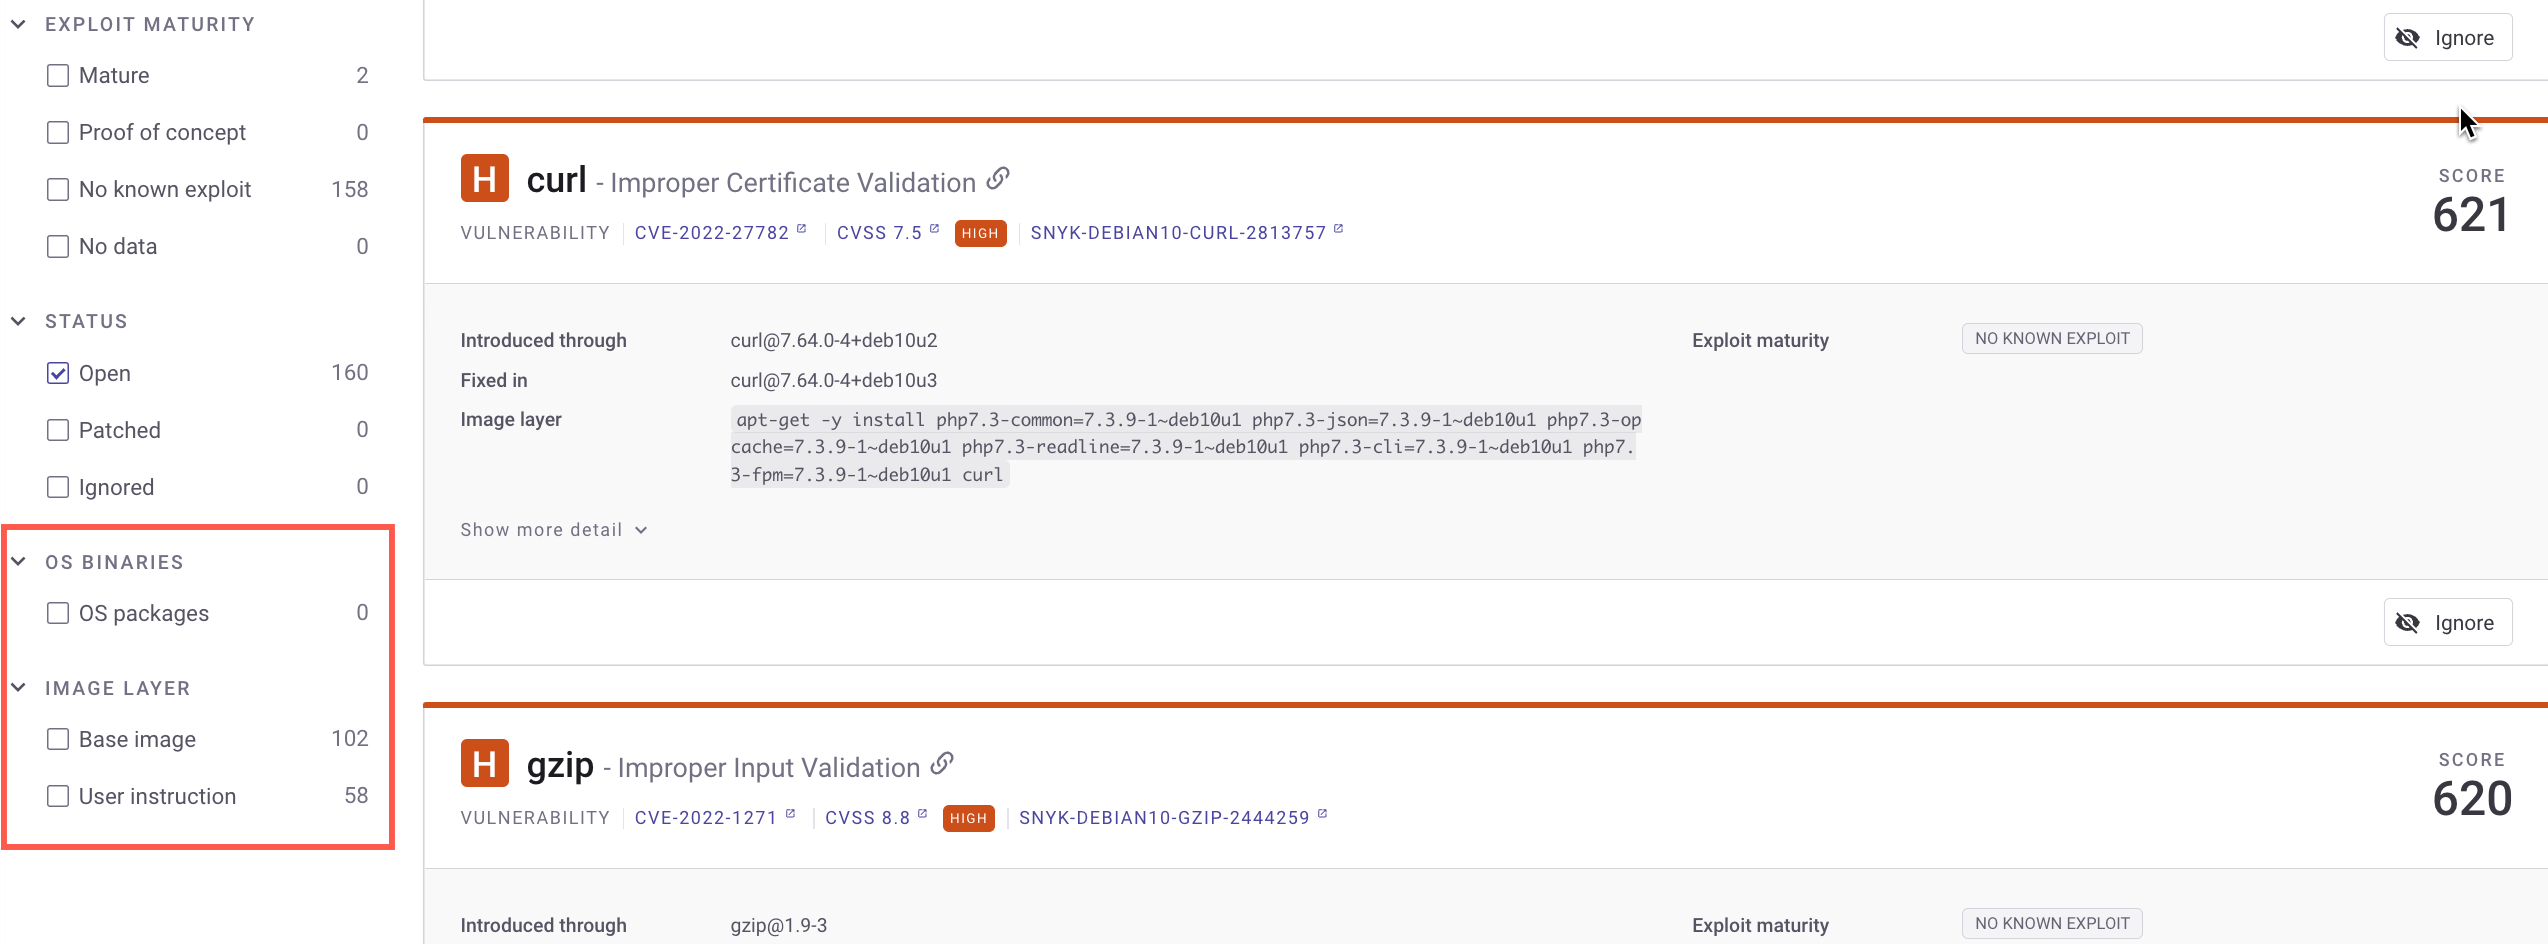 EXPLOIT MATURITY
Mature 2
Proof of concept 0
No known exploit 158
No data 0
STATUS
Open 160
Patched 0
Ignored 0
OS BINARIES
OS packages 0
IMAGE LAYER
Base image 102
User instruction 58
Ignore
H curl - Improper Certificate Validation
SCORE
621
VULNERABILITY CVE-2022-27782 CVSS 7.5 HIGH SNYK-DEBIAN10-CURL-2813757
Introduced through curl@7.64.0-4+deb10u2
Exploit maturity NO KNOWN EXPLOIT
Fixed in curl@7.64.0-4+deb10u3
Image layer apt-get -y install php7.3-common=7.3.9-1~deb10u1 php7.3-json=7.3.9-1~deb10u1 php7.3-op
cache=7.3.9-1~deb10u1 php7.3-readline=7.3.9-1~deb10u1 php7.3-cli=7.3.9-1~deb10u1 php7.
3-fpm=7.3.9-1~deb10u1 curl
Show more detail
Ignore
H gzip - Improper Input Validation
SCORE
620
VULNERABILITY CVE-2022-1271 CVSS 8.8 HIGH SNYK-DEBIAN10-GZIP-2444259
Introduced through gzip@1.9-3
Exploit maturity NO KNOWN EXPLOIT